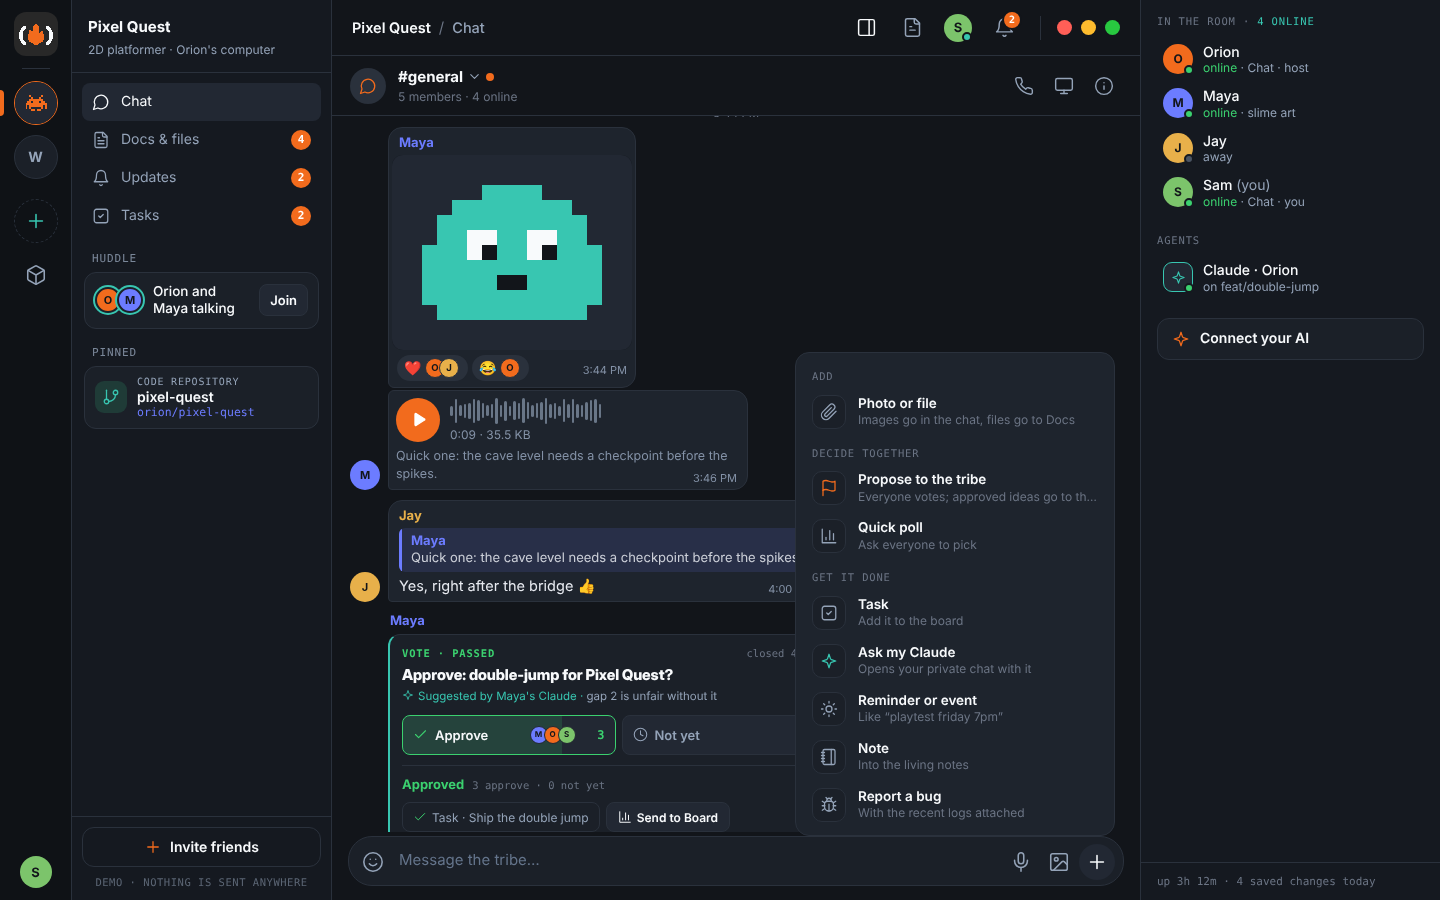 Pixel Quest
2D platformer · Orion's computer
W
Chat
Docs & files 4
Updates 2
Tasks 2
HUDDLE
O M
Orion and
Maya talking
Join
PINNED
CODE REPOSITORY
pixel-quest
orion/pixel-quest
Invite friends
DEMO · NOTHING IS SENT ANYWHERE
S
Pixel Quest / Chat
S
2
#general
5 members · 4 online
Maya
O J
O
3:44 PM
0:09 · 35.5 KB
Quick one: the cave level needs a checkpoint before the
spikes.
3:46 PM
M
Jay
Maya
Quick one: the cave level needs a checkpoint before the spikes
Yes, right after the bridge 👍
4:00
J
Maya
VOTE · PASSED
closed 4
Approve: double-jump for Pixel Quest?
Suggested by Maya's Claude · gap 2 is unfair without it
Approve M O S 3
Not yet
Approved 3 approve · 0 not yet
Task · Ship the double jump
Send to Board
Message the tribe...
ADD
Photo or file
Images go in the chat, files go to Docs
DECIDE TOGETHER
Propose to the tribe
Everyone votes; approved ideas go to th...
Quick poll
Ask everyone to pick
GET IT DONE
Task
Add it to the board
Ask my Claude
Opens your private chat with it
Reminder or event
Like “playtest friday 7pm”
Note
Into the living notes
Report a bug
With the recent logs attached
IN THE ROOM · 4 ONLINE
O
Orion
online · Chat · host
M
Maya
online · slime art
J
Jay
away
S
Sam (you)
online · Chat · you
AGENTS
Claude · Orion
on feat/double-jump
Connect your AI
up 3h 12m · 4 saved changes today